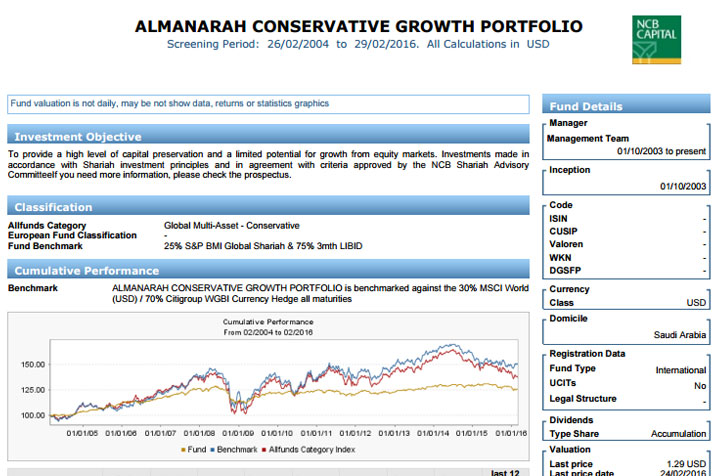 ALMANARAH CONSERVATIVE GROWTH PORTFOLIO
Screening Period: 26/02/2004 to 29/02/2016. All Calculations in USD
NCB
CAPITAL
Fund valuation is not daily, may be not show data, returns or statistics graphics
Investment Objective
To provide a high level of capital preservation and a limited potential for growth from equity markets. Investments made in
accordance with Shariah investment principles and in agreement with criteria approved by the NCB Shariah Advisory
CommitteeIf you need more information, please check the prospectus.
Classification
Allfunds Category Global Multi-Asset - Conservative
European Fund Classification -
Fund Benchmark 25% S&P BMI Global Shariah & 75% 3mth LIBID
Cumulative Performance
Benchmark ALMANARAH CONSERVATIVE GROWTH PORTFOLIO is benchmarked against the 30% MSCI World
(USD) / 70% Citigroup WGBI Currency Hedge all maturities
Cumulative Performance
From 02/2004 to 02/2016
150.00
125.00
100.00
01/01/05 01/01/06 01/01/07 01/01/08 01/01/09 01/01/10 01/01/11 01/01/12 01/01/13 01/01/14 01/01/15 01/01/16
Fund Benchmark Allfunds Category Index
last 12
Fund Details
Manager
Management Team
01/10/2003 to present
Inception
01/10/2003
Code
ISIN -
CUSIP -
Valoren -
WKN -
DGSFP -
Currency
Class USD
Domicile
Saudi Arabia
Registration Data
Fund Type International
UCITs No
Legal Structure -
Dividends
Type Share Accumulation
Valuation
Last price 1.29 USD
Last price date 24/02/2016